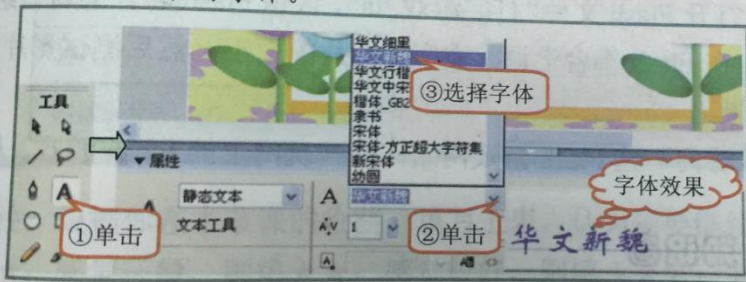 华文细黑
华文新魏
华文行楷
华文中宋
楷体_GB2
隶书
宋体
宋体-方正超大字符集
新宋体
幼圆
③选择字体
工具
属性
A
静态文本
A
华文新魏
文本工具
A
V
1
①单击
②单击
字体效果
华文新魏